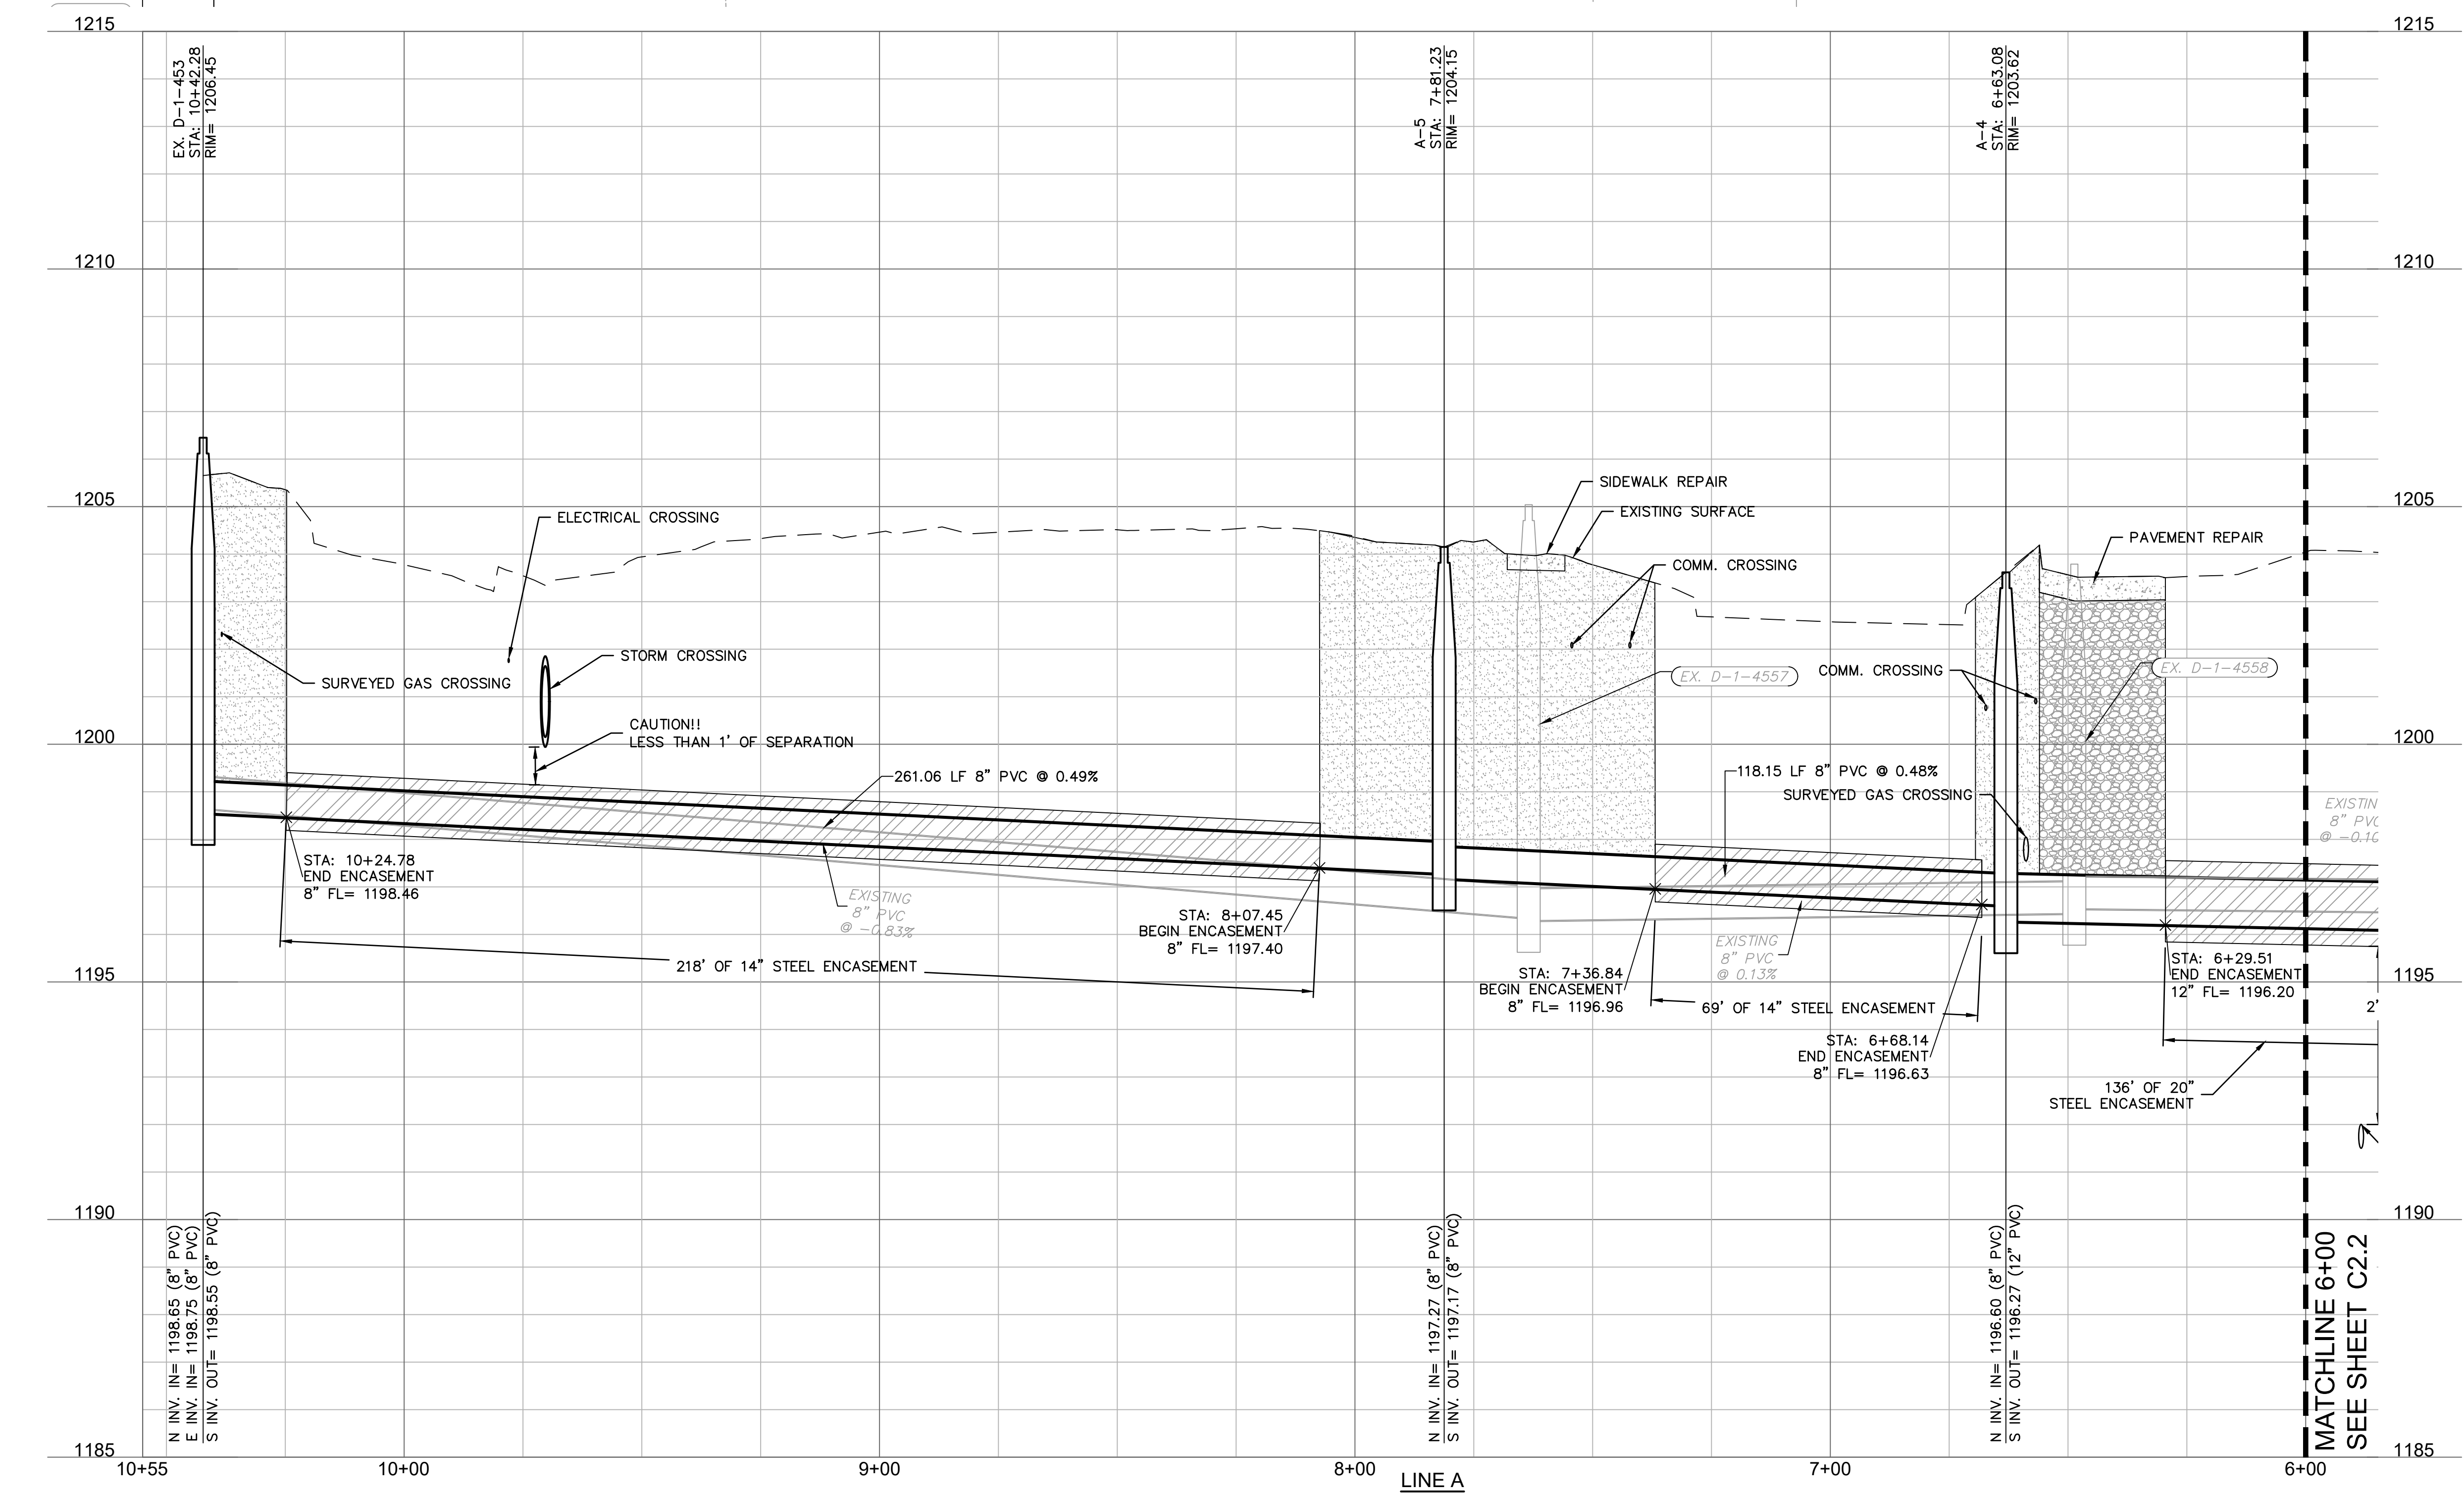 1215
1215
EX. D-1-453
STA: 10+42.28
RIM= 1206.45
A-5
STA: 7+81.23
RIM= 1204.15
A-4
STA: 6+63.08
RIM= 1203.62
1210
1210
1205
1205
SIDEWALK REPAIR
ELECTRICAL CROSSING
EXISTING SURFACE
PAVEMENT REPAIR
COMM. CROSSING
STORM CROSSING
SURVEYED GAS CROSSING
EX. D-1-4557
COMM. CROSSING
EX. D-1-4558
CAUTION!!
LESS THAN 1' OF SEPARATION
1200
1200
261.06 LF 8" PVC @ 0.49%
118.15 LF 8" PVC @ 0.48%
SURVEYED GAS CROSSING
EXISTIN
8" PVC
@ -0.10
STA: 10+24.78
END ENCASEMENT
8" FL= 1198.46
EXISTING
8" PVC
@ -0.83%
STA: 8+07.45
BEGIN ENCASEMENT
8" FL= 1197.40
EXISTING
8" PVC
@ 0.13%
218' OF 14" STEEL ENCASEMENT
STA: 7+36.84
BEGIN ENCASEMENT
8" FL= 1196.96
STA: 6+29.51
END ENCASEMENT
12" FL= 1196.20
1195
1195
69' OF 14" STEEL ENCASEMENT
2'
STA: 6+68.14
END ENCASEMENT
8" FL= 1196.63
136' OF 20"
STEEL ENCASEMENT
1190
1190
N INV. IN= 1198.65 (8" PVC)
E INV. IN= 1198.75 (8" PVC)
S INV. OUT= 1198.55 (8" PVC)
N INV. IN= 1197.27 (8" PVC)
S INV. OUT= 1197.17 (8" PVC)
N INV. IN= 1196.60 (8" PVC)
S INV. OUT= 1196.27 (12" PVC)
MATCHLINE 6+00
SEE SHEET C2.2
1185
1185
10+55
10+00
9+00
8+00
7+00
6+00
LINE A